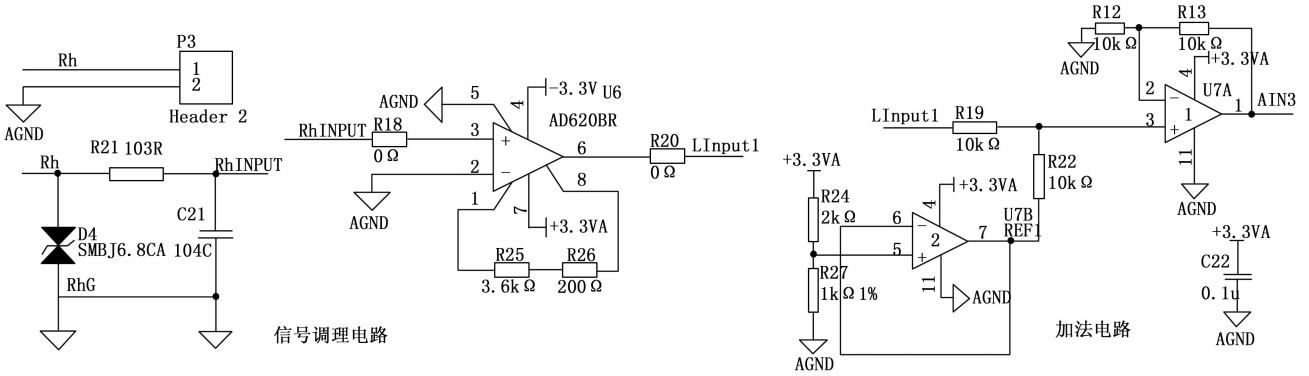 P3
Rh
1
2
AGND
Header 2
Rh
R21 103R
RhINPUT
C21
D4
SMBJ6.8CA 104C
RhG
信号调理电路
AGND
5
4
-3.3V
U6
AD620BR
RhINPUT
R18
0Ω
3
+
6
R20
0Ω
LInput1
2
-
8
AGND
1
7
+3.3VA
R25
3.6kΩ
R26
200Ω
R12
10kΩ
R13
10kΩ
AGND
+3.3VA
4
U7A
2
-
1
1
AIN3
LInput1
R19
10kΩ
3
+
11
AGND
+3.3VA
R22
10kΩ
R24
2kΩ
+3.3VA
4
U7B
REF1
6
-
2
7
5
+
11
AGND
R27
1kΩ 1%
AGND
+3.3VA
C22
0.1u
AGND
加法电路